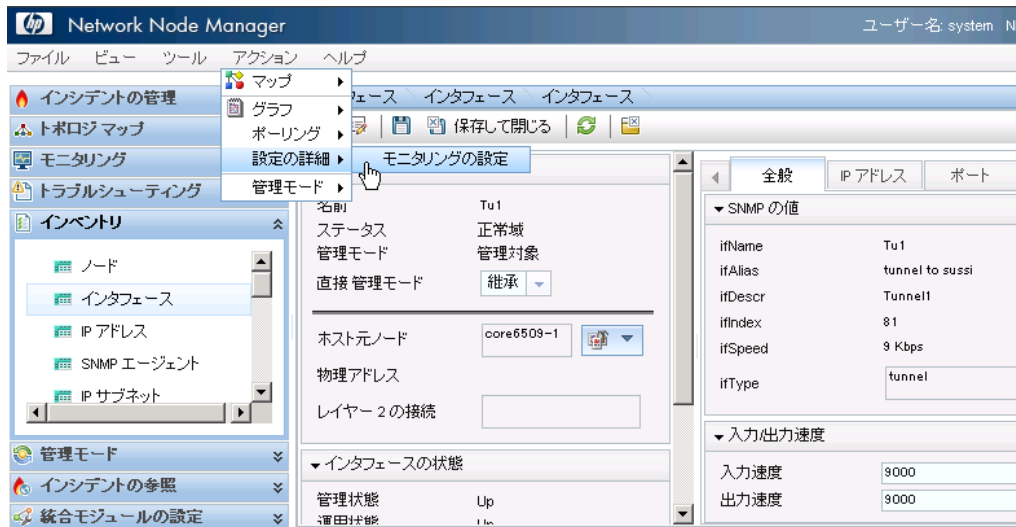 hp Network Node Manager
ユーザー名: system N
ファイル ビュー ツール アクション ヘルプ
マップ
グラフ
ポーリング
設定の詳細
モニタリングの設定
管理モード
インシデントの管理
トポロジ マップ
モニタリング
トラブルシューティング
インベントリ
ノード
インタフェース
IP アドレス
SNMP エージェント
IP サブネット
管理モード
インシデントの参照
統合モジュールの設定
フェース インタフェース インタフェース
保存して閉じる
名前 Tu1
ステータス 正常域
管理モード 管理対象
直接 管理モード 継承
ホスト元ノード core6509-1
物理アドレス
レイヤー 2 の接続
インタフェースの状態
管理状態 Up
運用状態 Up
全般 IP アドレス ポート
SNMP の値
ifName Tu1
ifAlias tunnel to sussi
ifDescr Tunnel1
ifIndex 81
ifSpeed 9 Kbps
ifType tunnel
入力/出力速度
入力速度 9000
出力速度 9000